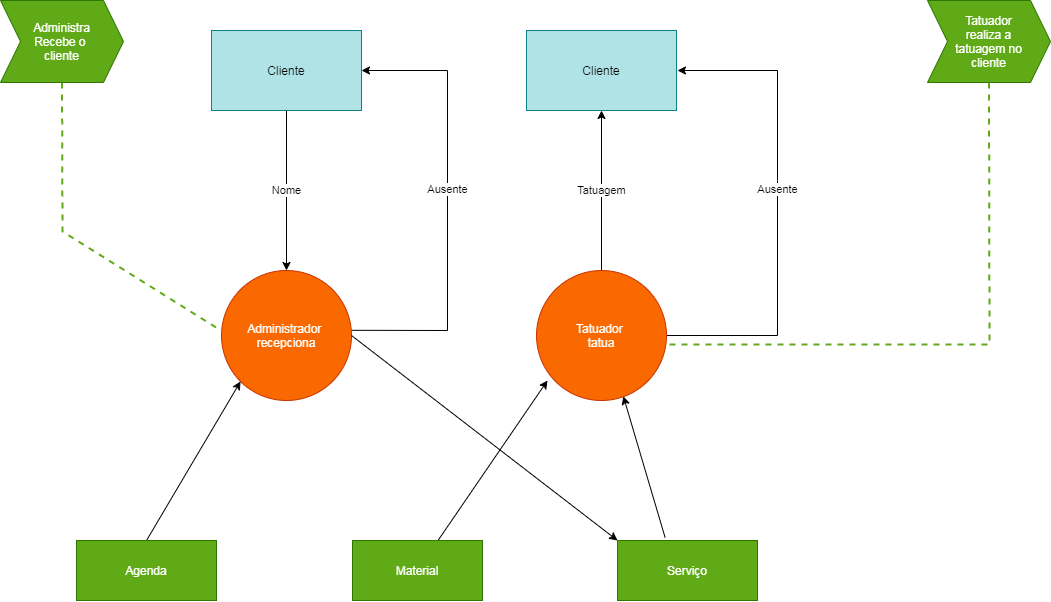 Administra
Recebe o
cliente
Cliente
Cliente
Tatuador
realiza a
tatuagem no
cliente
Nome
Ausente
Tatuagem
Ausente
Administrador
recepciona
Tatuador
tatua
Agenda
Material
Serviço